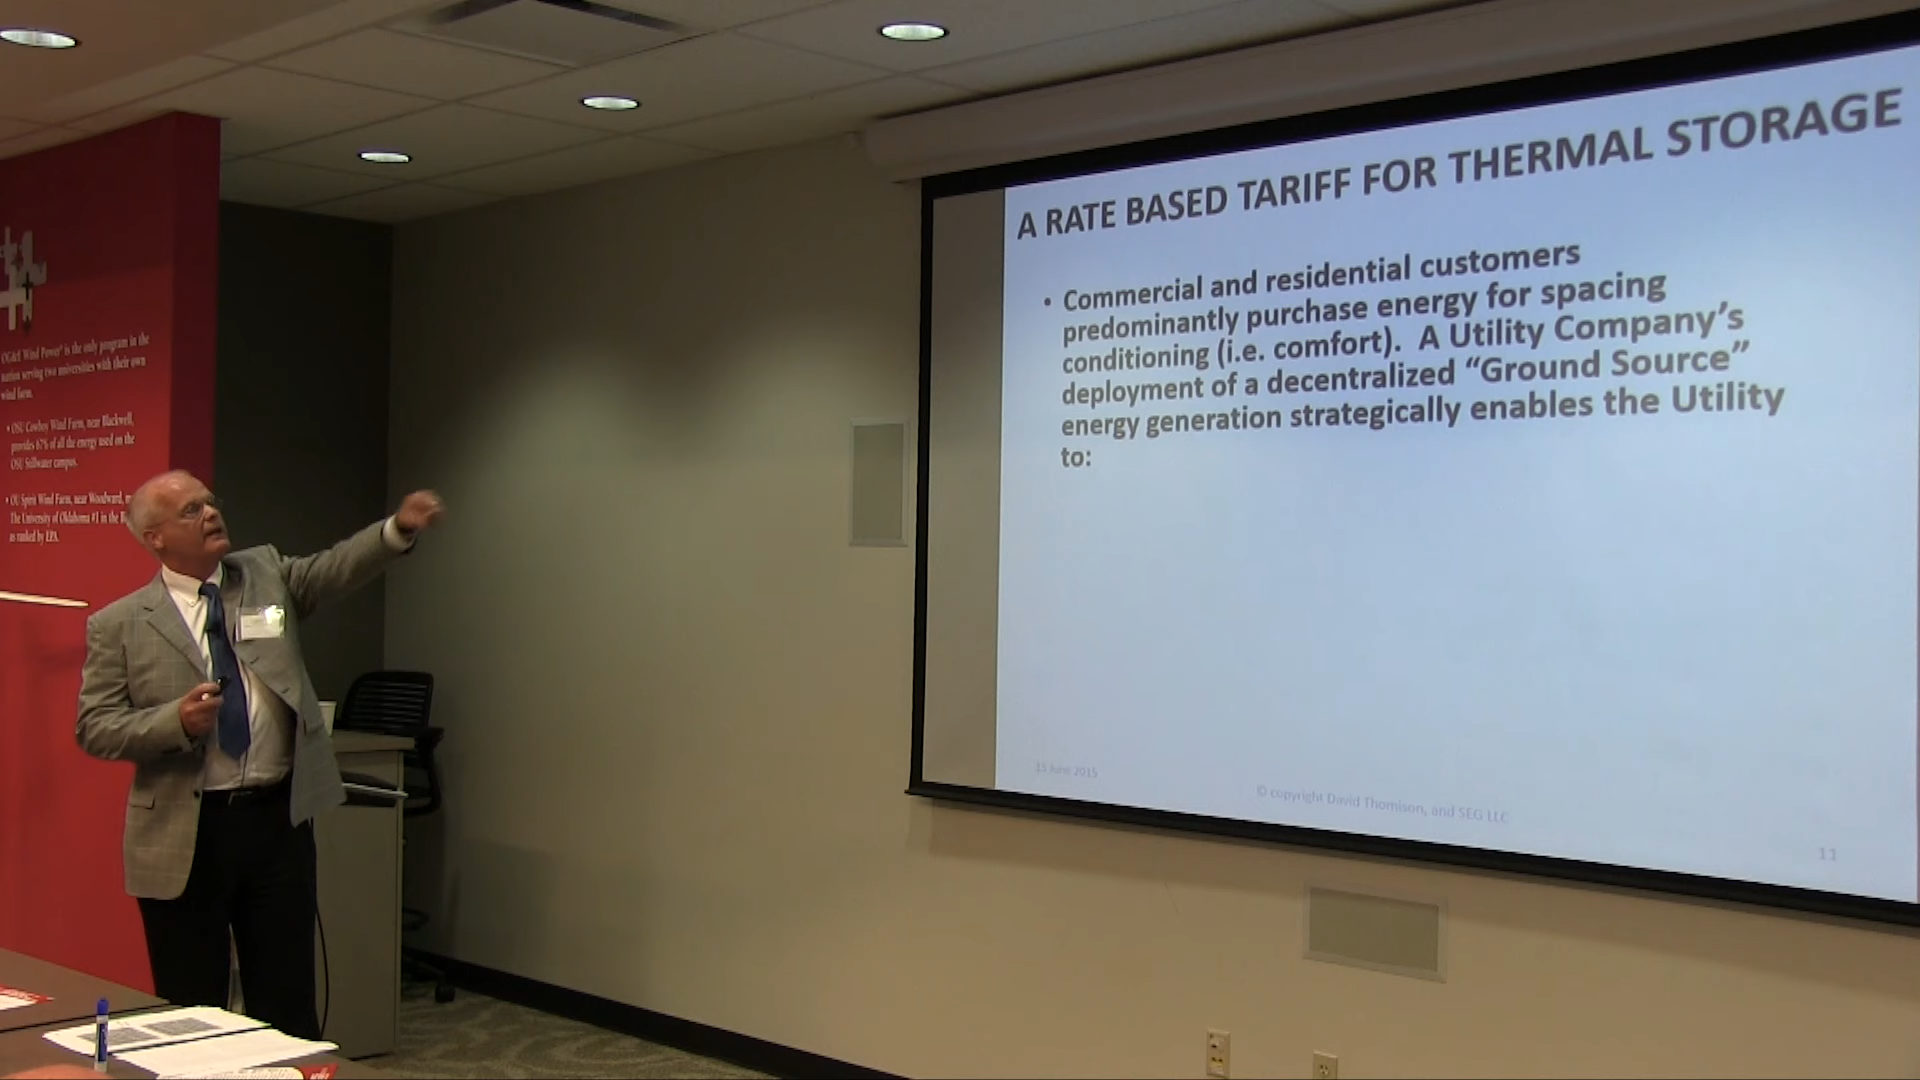 A RATE BASED TARIFF FOR THERMAL STORAGE
• Commercial and residential customers
predominantly purchase energy for spacing
conditioning (i.e. comfort). A Utility Company's
deployment of a decentralized “Ground Source”
energy generation strategically enables the Utility
to:
June 2015
© copyright David Thomison, and SEG LLC
11
OG&E Wind Power® is the only program in the
nation serving two universities with their own
wind farm.
• OSU Cowboy Wind Farm, near Blackwell,
provides 67% of all the energy used on the
OSU Stillwater campus.
• OU Spirit Wind Farm, near Woodward,
The University of Oklahoma #1 in the
as ranked by EPA.